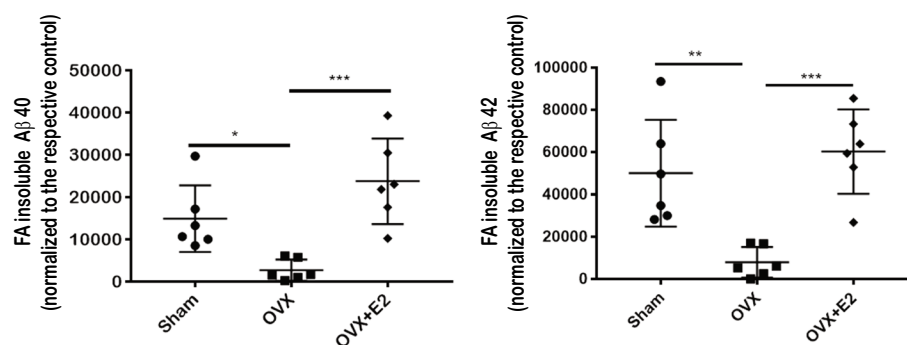 FA insoluble Aβ 40
(normalized to the respective control)
50000
40000
30000
20000
10000
0
*
***
Sham
OVX
OVX+E2
FA insoluble Aβ 42
(normalized to the respective control)
100000
80000
60000
40000
20000
0
**
***
Sham
OVX
OVX+E2